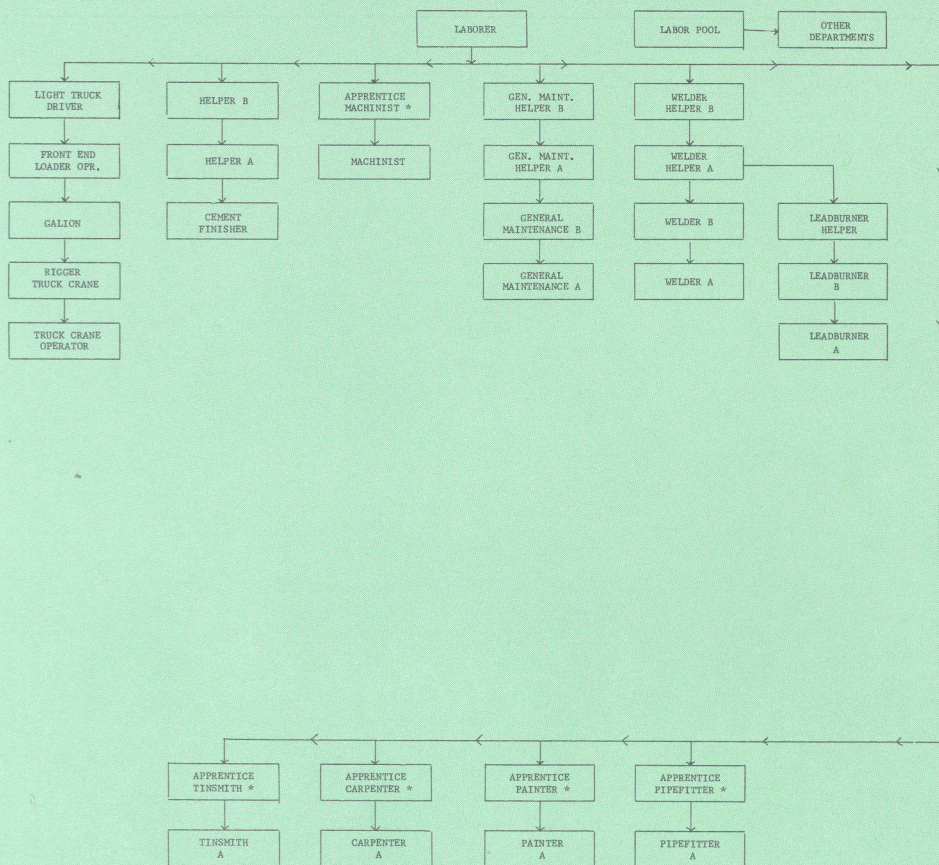 LABORER
LABOR POOL
OTHER
DEPARTMENTS
LIGHT TRUCK
DRIVER
HELPER B
APPRENTICE
MACHINIST *
GEN. MAINT.
HELPER B
WELDER
HELPER B
FRONT END
LOADER OPR.
HELPER A
MACHINIST
GEN. MAINT.
HELPER A
WELDER
HELPER A
GALION
CEMENT
FINISHER
GENERAL
MAINTENANCE B
WELDER B
LEADBURNER
HELPER
RIGGER
TRUCK CRANE
GENERAL
MAINTENANCE A
WELDER A
LEADBURNER
B
TRUCK CRANE
OPERATOR
LEADBURNER
A
APPRENTICE
TINSMITH *
APPRENTICE
CARPENTER *
APPRENTICE
PAINTER *
APPRENTICE
PIPEFITTER *
TINSMITH
A
CARPENTER
A
PAINTER
A
PIPEFITTER
A